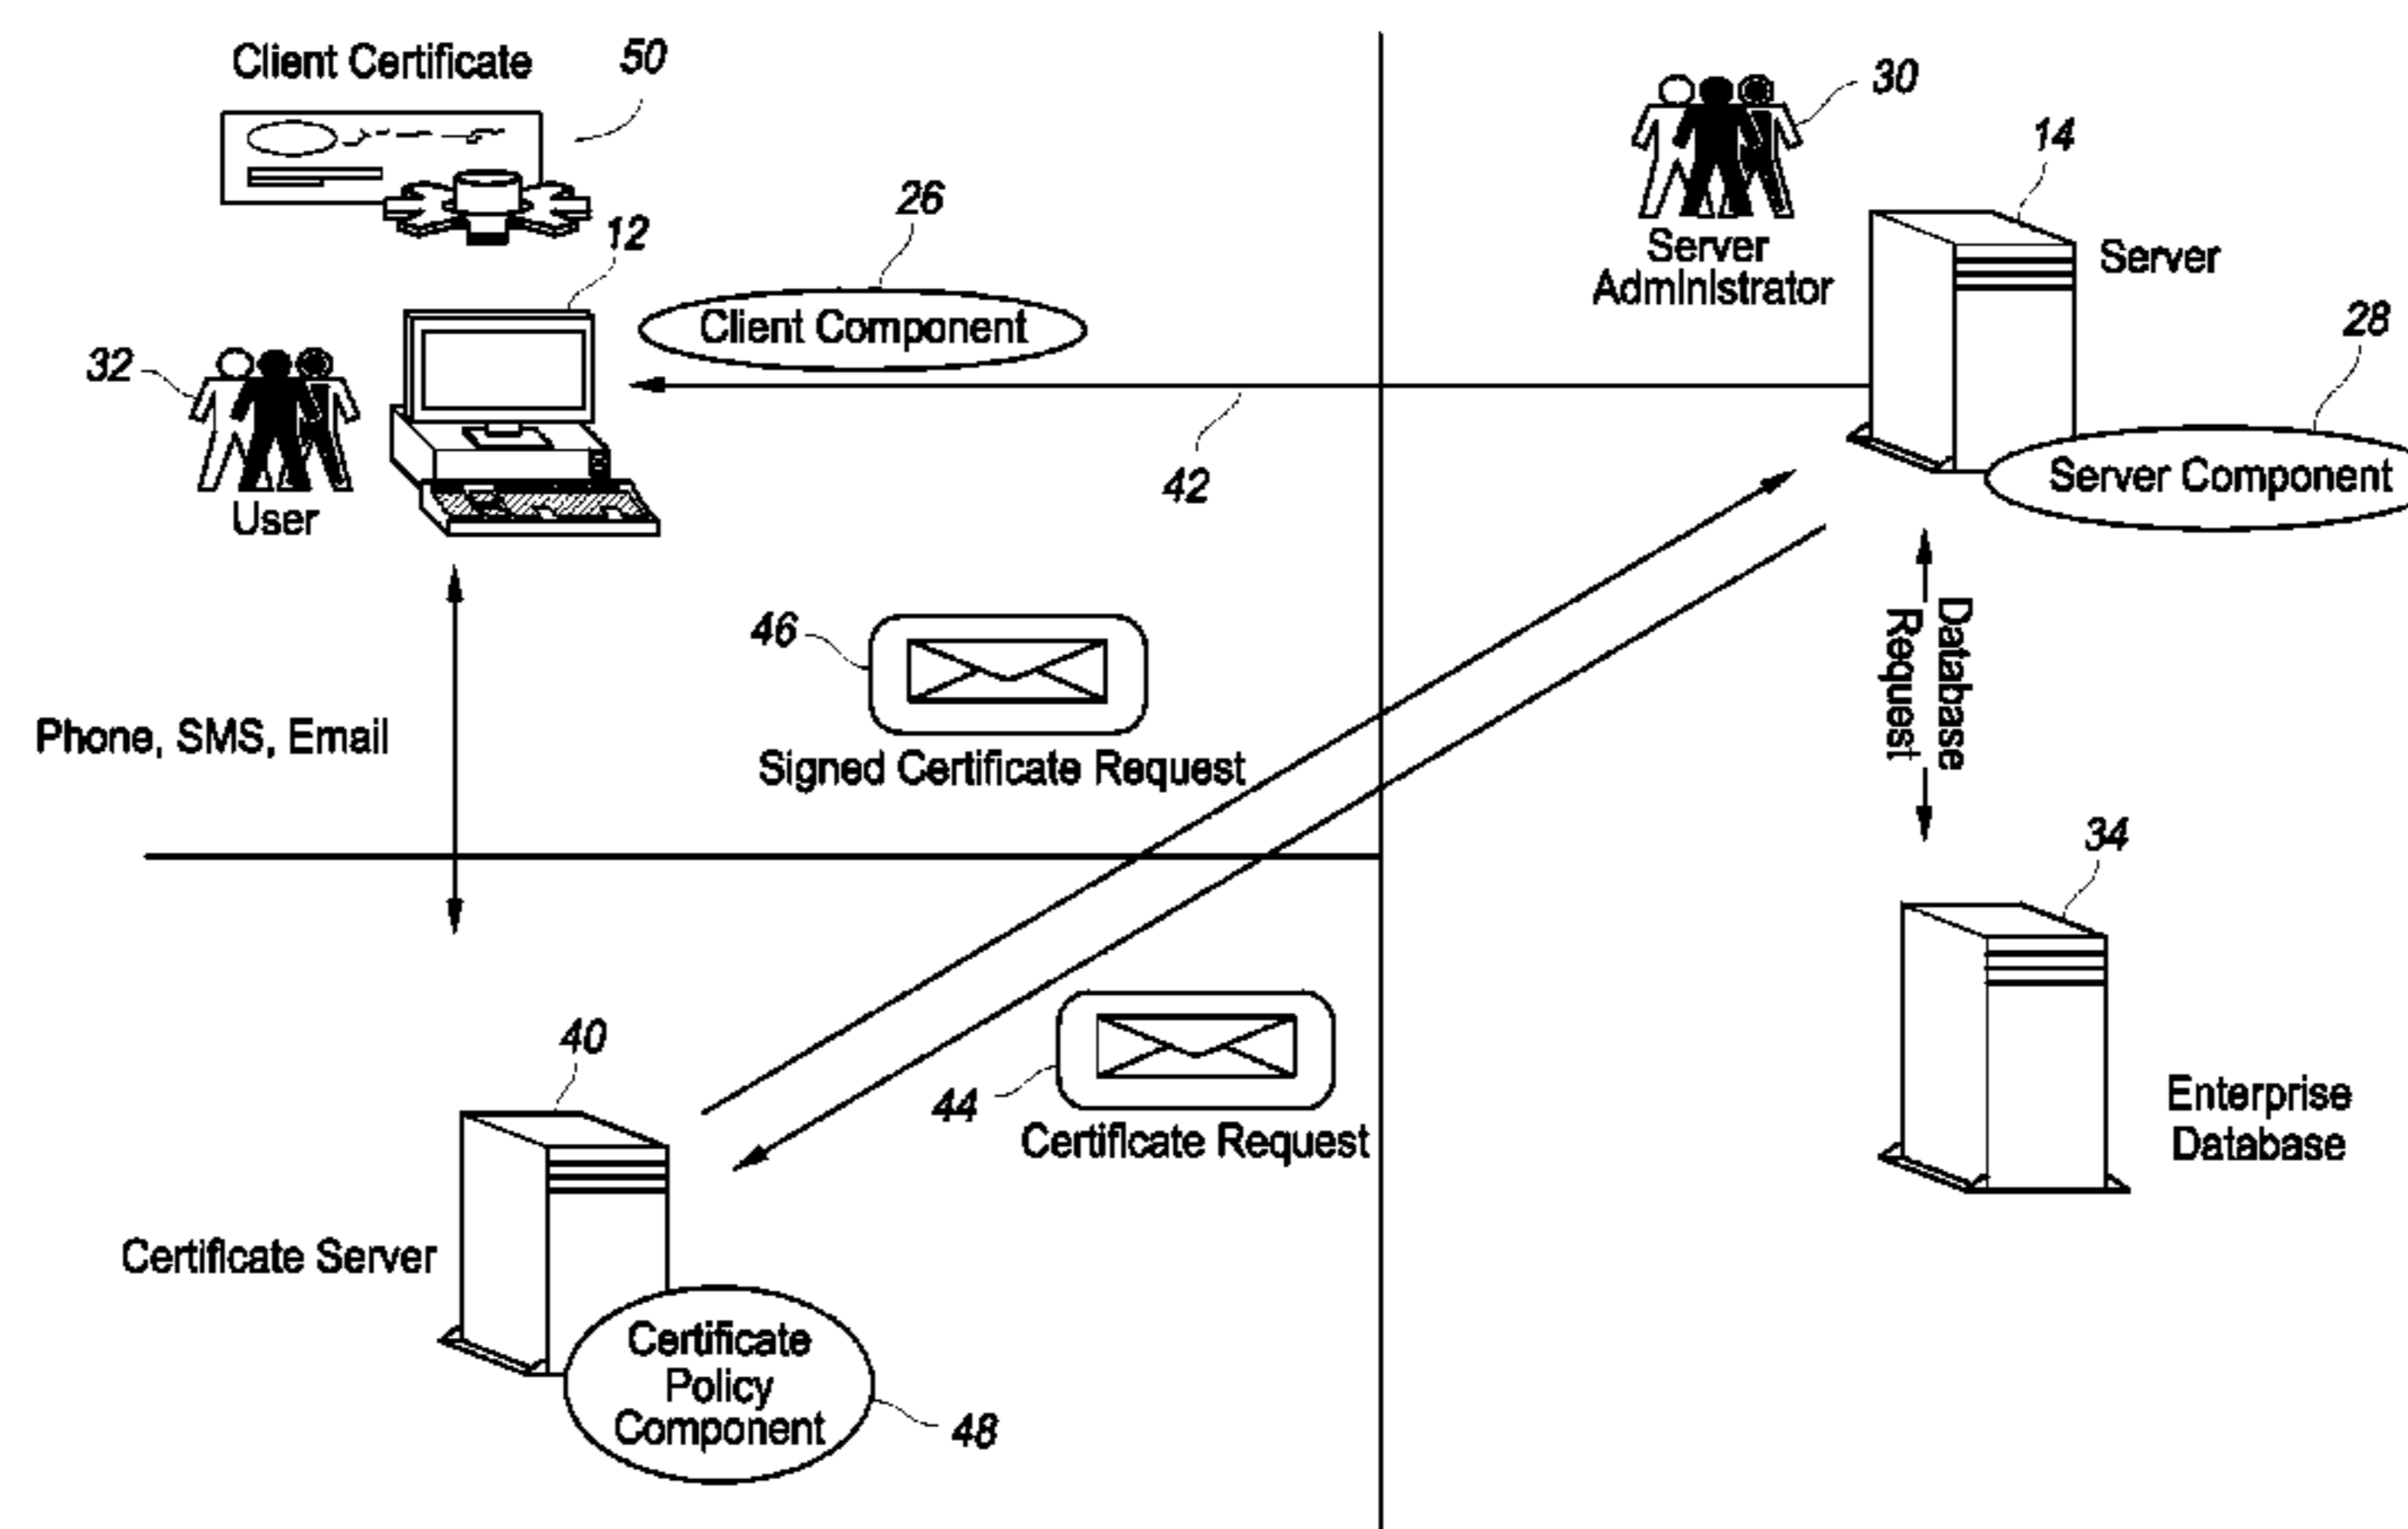 Client Certificate
50
30
14
26
12
Server
Administrator
Server
Client Component
28
32
42
Server Component
User
46
Database
Request
Phone, SMS, Email
Signed Certificate Request
34
40
44
Enterprise
Database
Certificate Request
Certificate Server
Certificate
Policy
Component
48